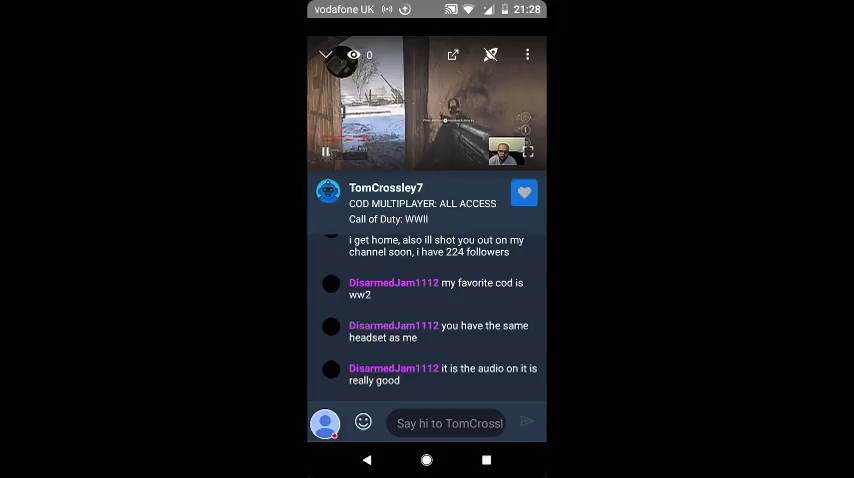 vodafone UK
21:28
0
TomCrossley7
COD MULTIPLAYER: ALL ACCESS
Call of Duty: WWII
i get home, also ill shot you out on my
channel soon, i have 224 followers
DisarmedJam1112 my favorite cod is
ww2
DisarmedJam1112 you have the same
headset as me
DisarmedJam1112 it is the audio on it is
really good
Say hi to TomCrossl